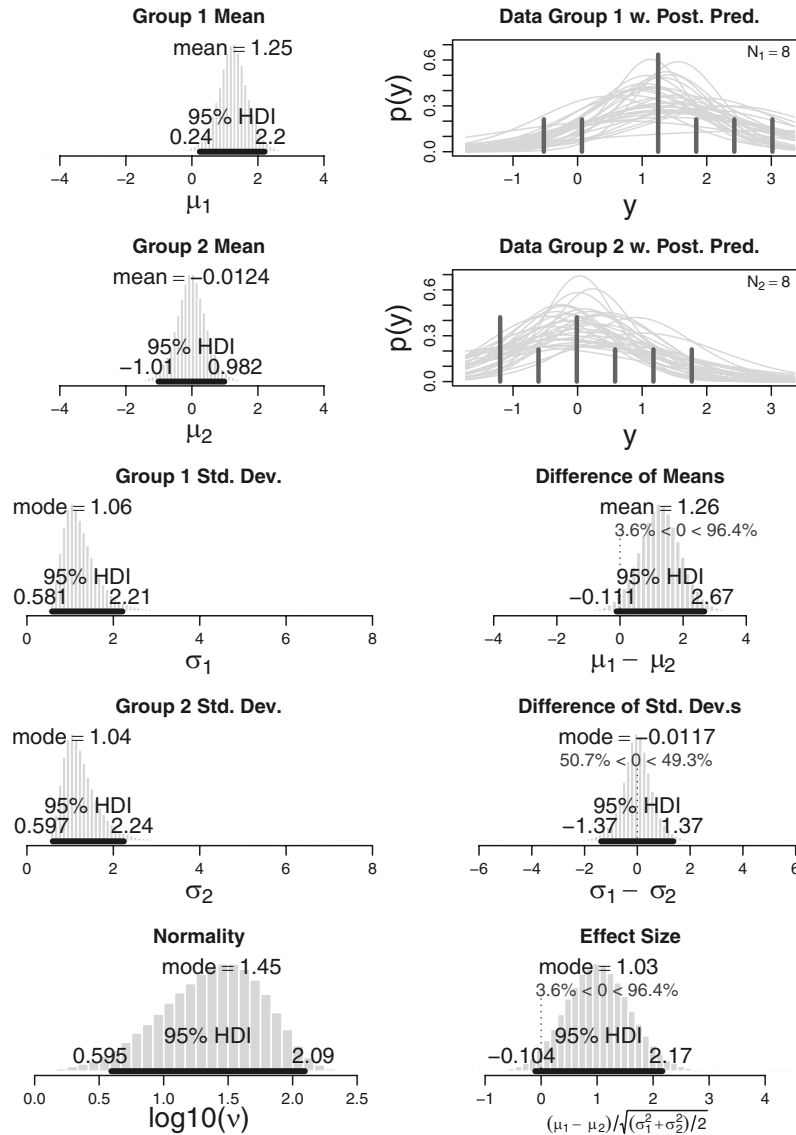 Group 1 Mean
mean = 1.25
95% HDI
0.24 2.2
−4 −2 0 2 4
μ1
Data Group 1 w. Post. Pred.
N1 = 8
p(y)
0.0 0.3 0.6
−1 0 1 2 3
y
Group 2 Mean
mean = −0.0124
95% HDI
−1.01 0.982
−4 −2 0 2 4
μ2
Data Group 2 w. Post. Pred.
N2 = 8
p(y)
0.0 0.3 0.6
−1 0 1 2 3
y
Group 1 Std. Dev.
mode = 1.06
95% HDI
0.581 2.21
0 2 4 6 8
σ1
Difference of Means
mean = 1.26
3.6% < 0 < 96.4%
95% HDI
−0.111 2.67
−4 −2 0 2 4
μ1 − μ2
Group 2 Std. Dev.
mode = 1.04
95% HDI
0.597 2.24
0 2 4 6 8
σ2
Difference of Std. Dev.s
mode = −0.0117
50.7% < 0 < 49.3%
95% HDI
−1.37 1.37
−6 −4 −2 0 2 4 6
σ1 − σ2
Normality
mode = 1.45
95% HDI
0.595 2.09
0.0 0.5 1.0 1.5 2.0 2.5
log10(ν)
Effect Size
mode = 1.03
3.6% < 0 < 96.4%
95% HDI
−0.104 2.17
−1 0 1 2 3 4
(μ1 − μ2)/√(σ1² + σ2²)/2